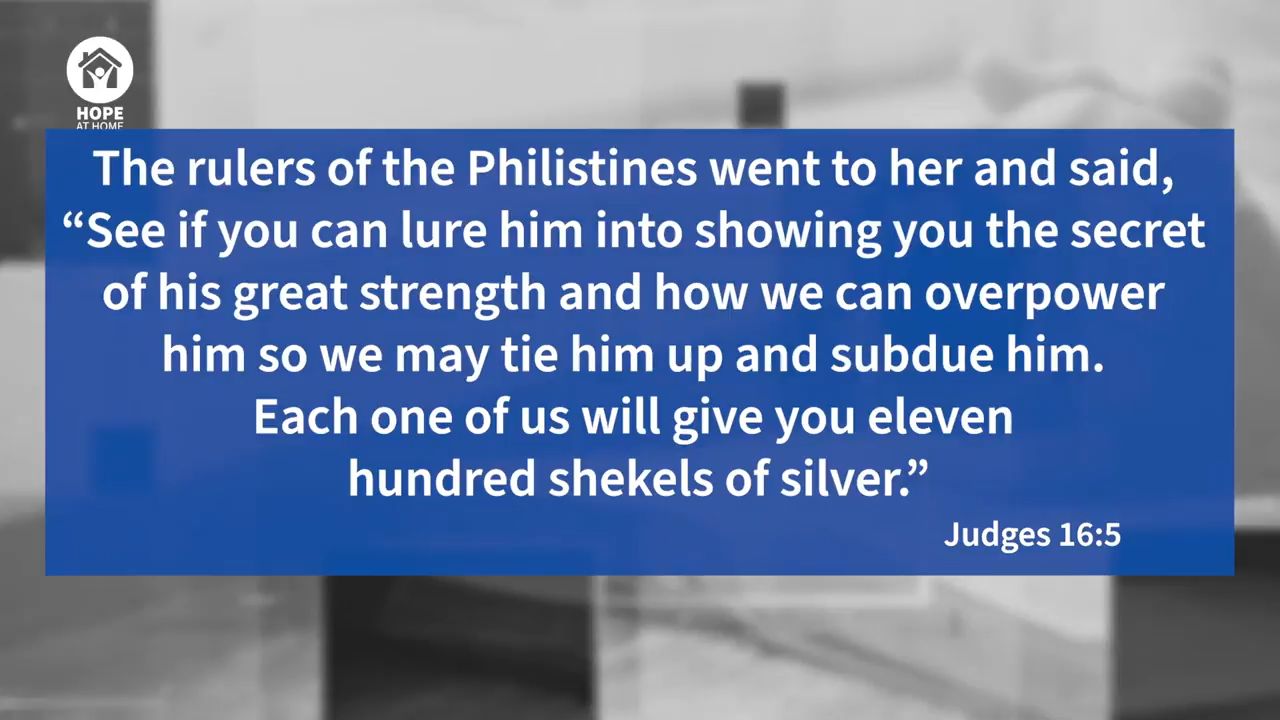 HOPE
AT HOME
The rulers of the Philistines went to her and said,
“See if you can lure him into showing you the secret
of his great strength and how we can overpower
him so we may tie him up and subdue him.
Each one of us will give you eleven
hundred shekels of silver.”
Judges 16:5